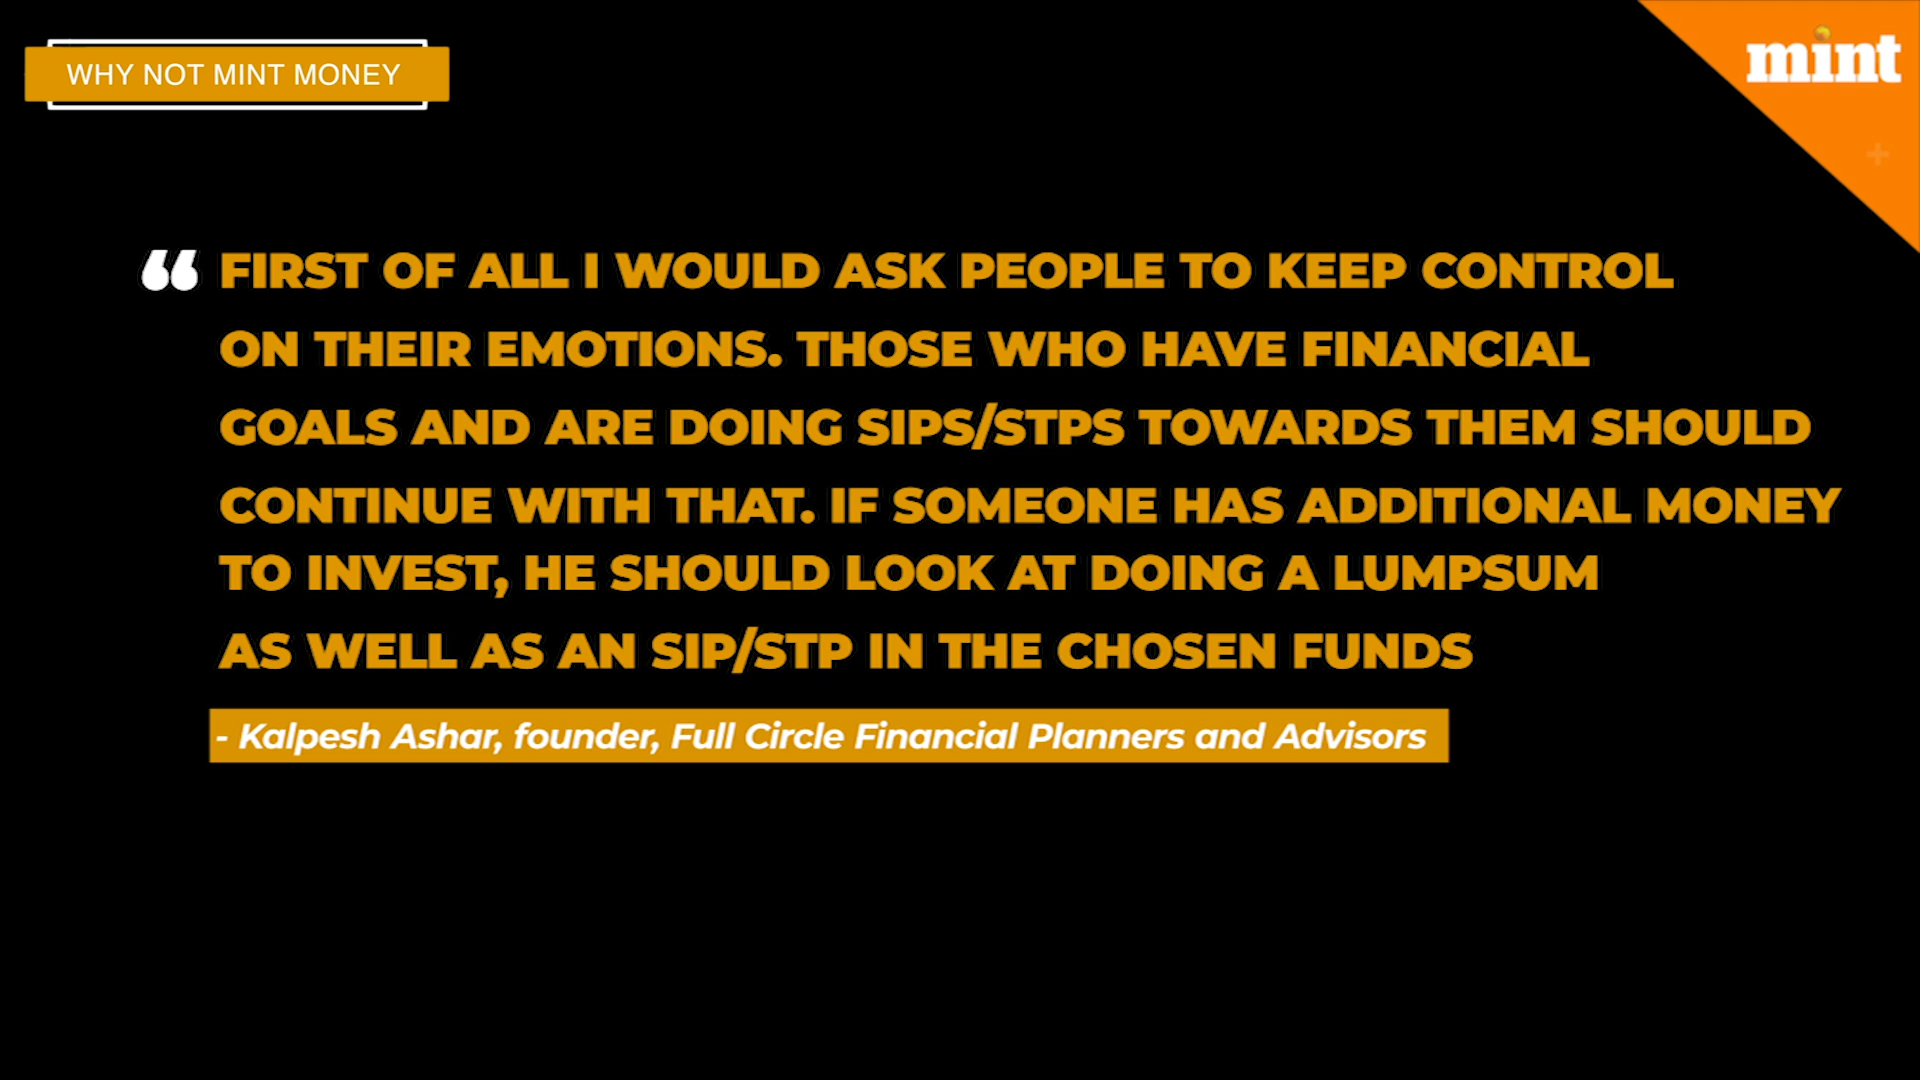 WHY NOT MINT MONEY
mint
“ FIRST OF ALL I WOULD ASK PEOPLE TO KEEP CONTROL
ON THEIR EMOTIONS. THOSE WHO HAVE FINANCIAL
GOALS AND ARE DOING SIPS/STPS TOWARDS THEM SHOULD
CONTINUE WITH THAT. IF SOMEONE HAS ADDITIONAL MONEY
TO INVEST, HE SHOULD LOOK AT DOING A LUMPSUM
AS WELL AS AN SIP/STP IN THE CHOSEN FUNDS
- Kalpesh Ashar, founder, Full Circle Financial Planners and Advisors